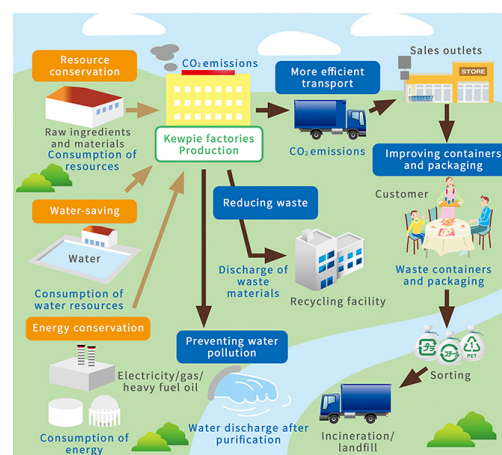 Resource
conservation
CO₂ emissions
More efficient
transport
Sales outlets
STORE
Raw ingredients
and materials
Consumption of
resources
Kewpie factories
Production
CO₂ emissions
Improving containers
and packaging
Customer
Water-saving
Water
Consumption of
water resources
Reducing waste
Discharge of
waste
materials
Recycling facility
Waste containers
and packaging
Energy conservation
Electricity/gas/
heavy fuel oil
Consumption of
energy
Preventing water
pollution
Water discharge after
purification
プラ
1
PET
Sorting
Incineration/
landfill